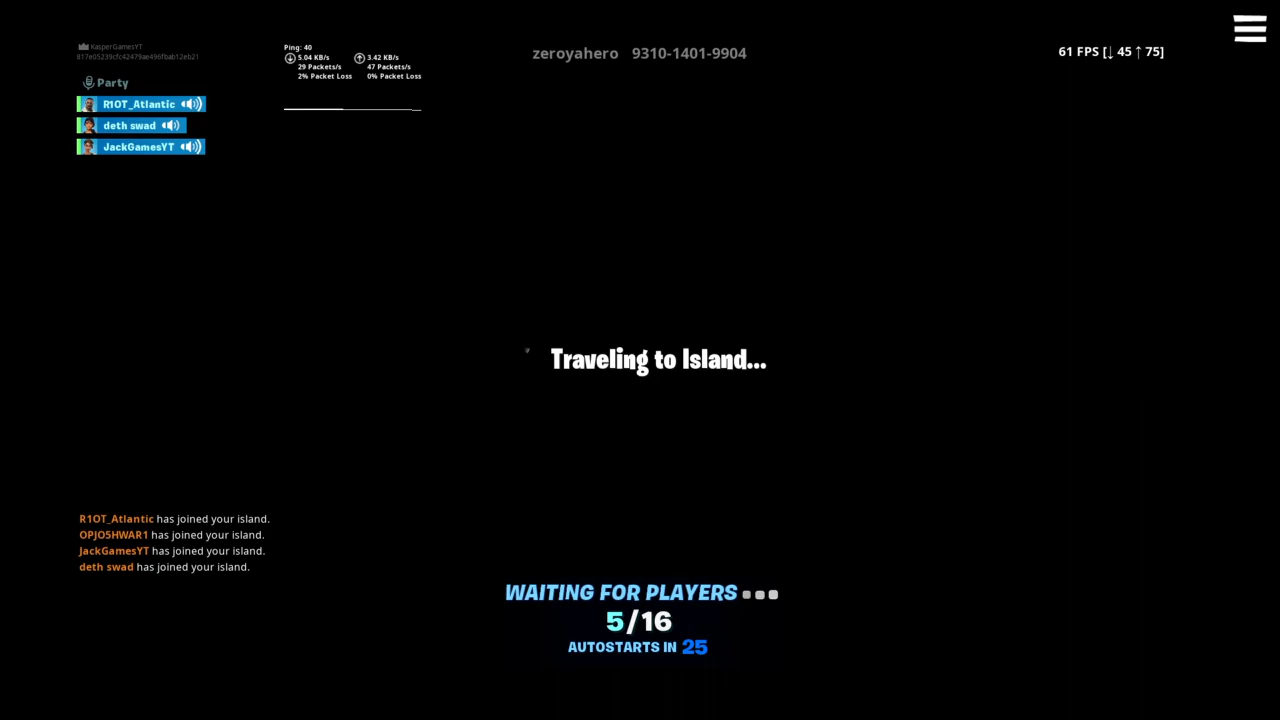 KasperGamesYT
817e05239cfc42479ae496fbab12eb21
Party
R1OT_Atlantic
deth swad
JackGamesYT
Ping: 40
5.04 KB/s 3.42 KB/s
29 Packets/s 47 Packets/s
2% Packet Loss 0% Packet Loss
zeroyahero 9310-1401-9904
61 FPS [↓ 45 ↑ 75]
Traveling to Island...
R1OT_Atlantic has joined your island.
OPJO5HWAR1 has joined your island.
JackGamesYT has joined your island.
deth swad has joined your island.
WAITING FOR PLAYERS
5/16
AUTOSTARTS IN 25